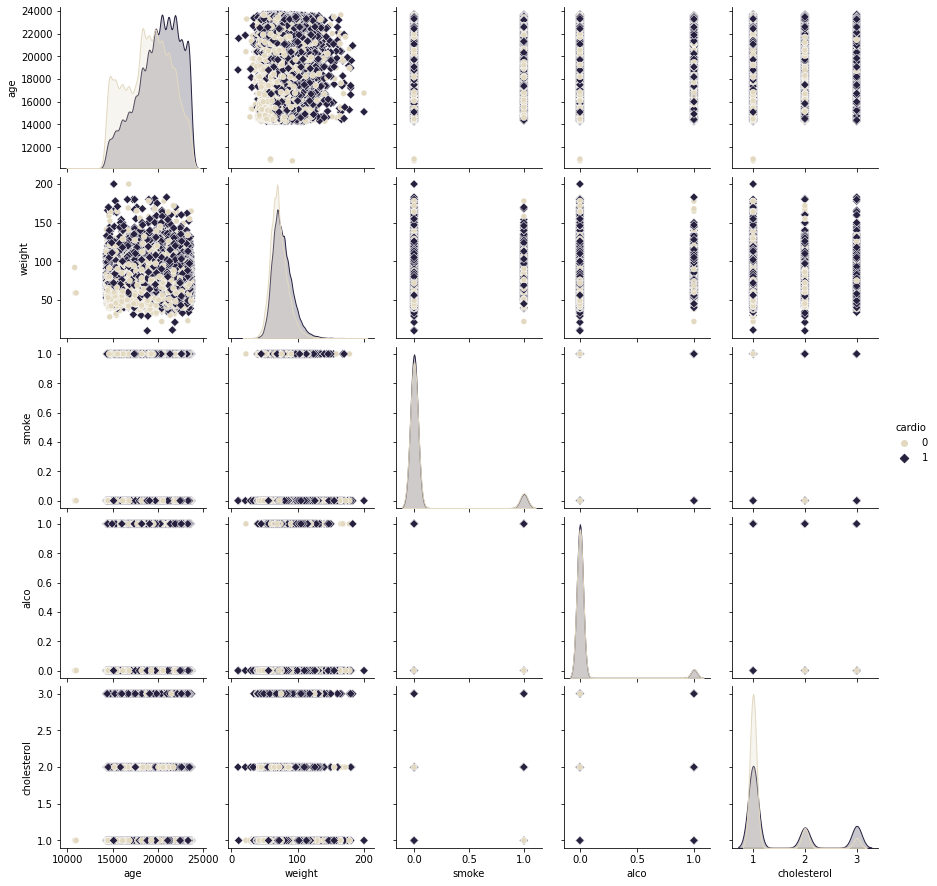 24000
22000
20000
18000
16000
14000
12000
age
200
150
100
50
weight
1.0
0.8
0.6
0.4
0.2
0.0
smoke
cardio
0
1
1.0
0.8
0.6
0.4
0.2
0.0
alco
3.0
2.5
2.0
1.5
1.0
cholesterol
10000 15000 20000 25000
0 100 200
0.0 0.5 1.0
0.0 0.5 1.0
1 2 3
age
weight
smoke
alco
cholesterol